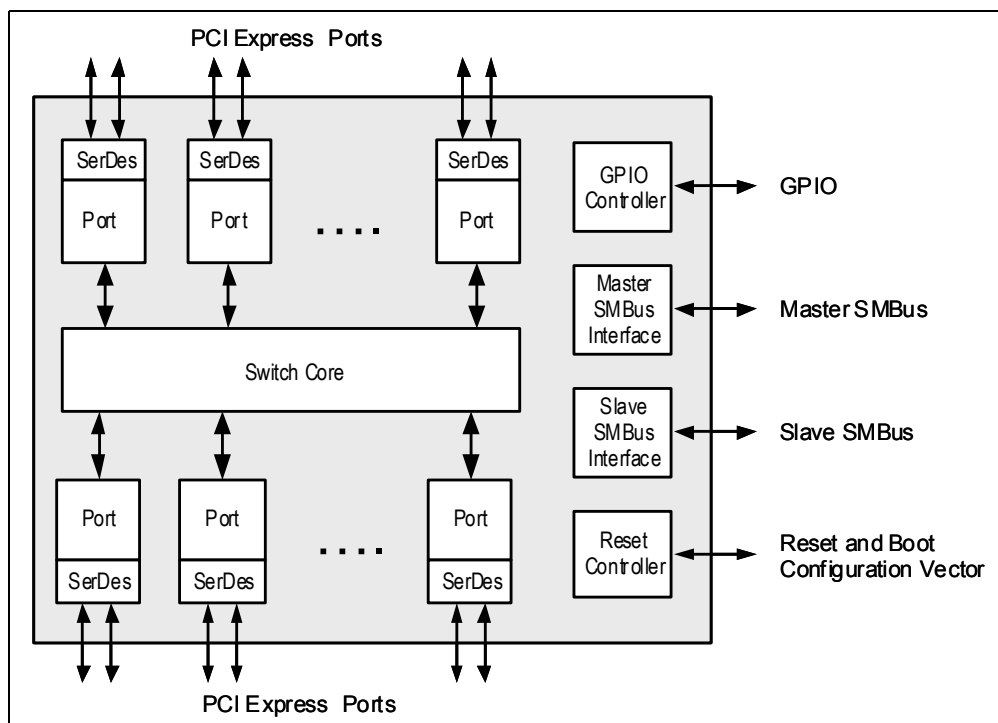 PCI Express Ports
SerDes
SerDes
SerDes
Port
Port
. . . .
Port
GPIO
Controller
GPIO
Master
SMBus
Interface
Master SMBus
Switch Core
Slave
SMBus
Interface
Slave SMBus
Port
Port
. . . .
Port
SerDes
SerDes
SerDes
Reset
Controller
Reset and Boot
Configuration Vector
PCI Express Ports